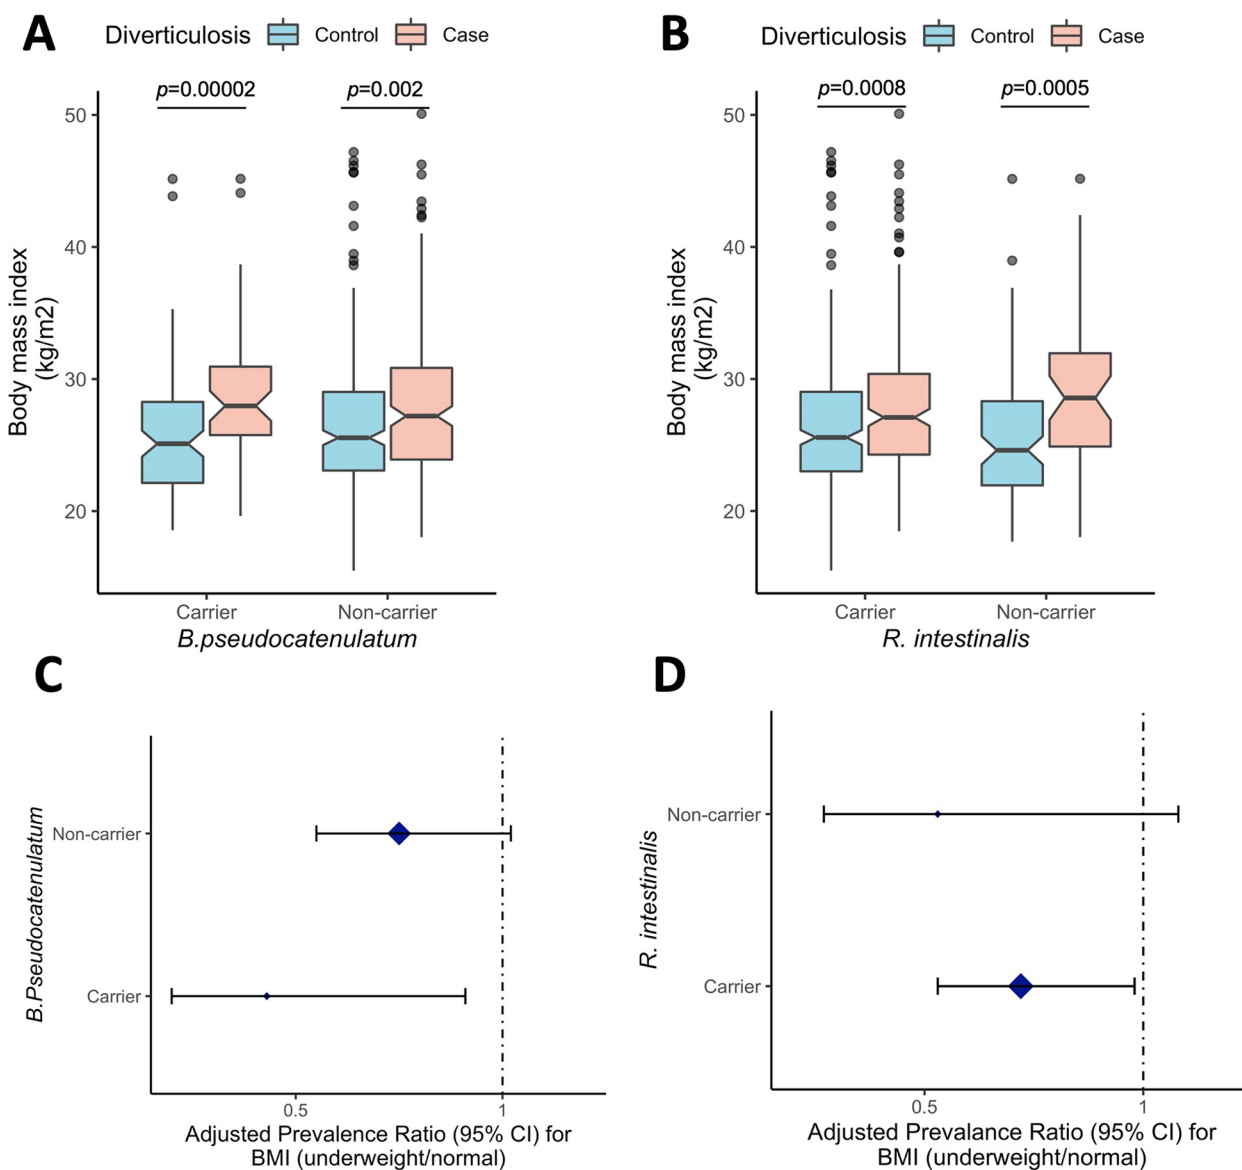 A
Diverticulosis Control Case
p=0.00002
p=0.002
50
40
30
20
Body mass index
(kg/m2)
Carrier
Non-carrier
B.pseudocatenulatum
B
Diverticulosis Control Case
p=0.0008
p=0.0005
50
40
30
20
Body mass index
(kg/m2)
Carrier
Non-carrier
R. intestinalis
C
B.Pseudocatenulatum
Non-carrier
Carrier
0.5
1
Adjusted Prevalence Ratio (95% CI) for
BMI (underweight/normal)
D
R. intestinalis
Non-carrier
Carrier
0.5
1
Adjusted Prevalance Ratio (95% CI) for
BMI (underweight/normal)